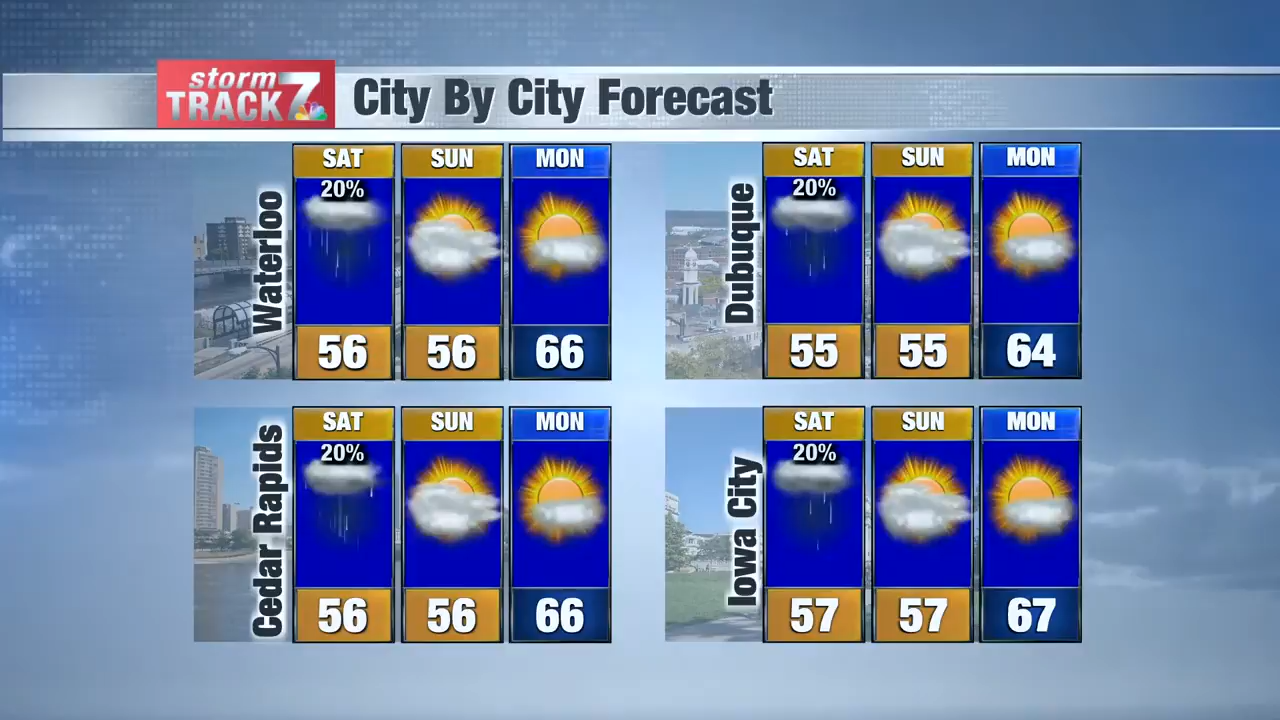 storm
TRACK 7
City By City Forecast
Waterloo
SAT SUN MON
20%
56 56 66
Dubuque
SAT SUN MON
20%
55 55 64
Cedar Rapids
SAT SUN MON
20%
56 56 66
Iowa City
SAT SUN MON
20%
57 57 67